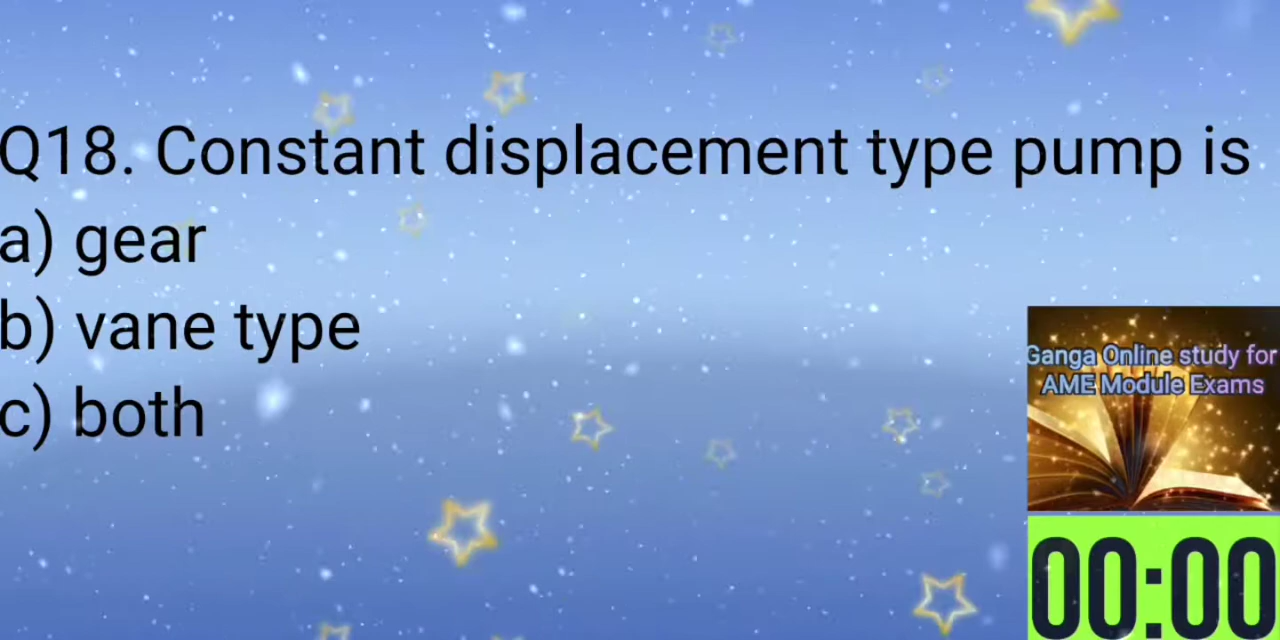 Q18. Constant displacement type pump is
a) gear
b) vane type
c) both
Ganga Online study for
AME Module Exams
00:00